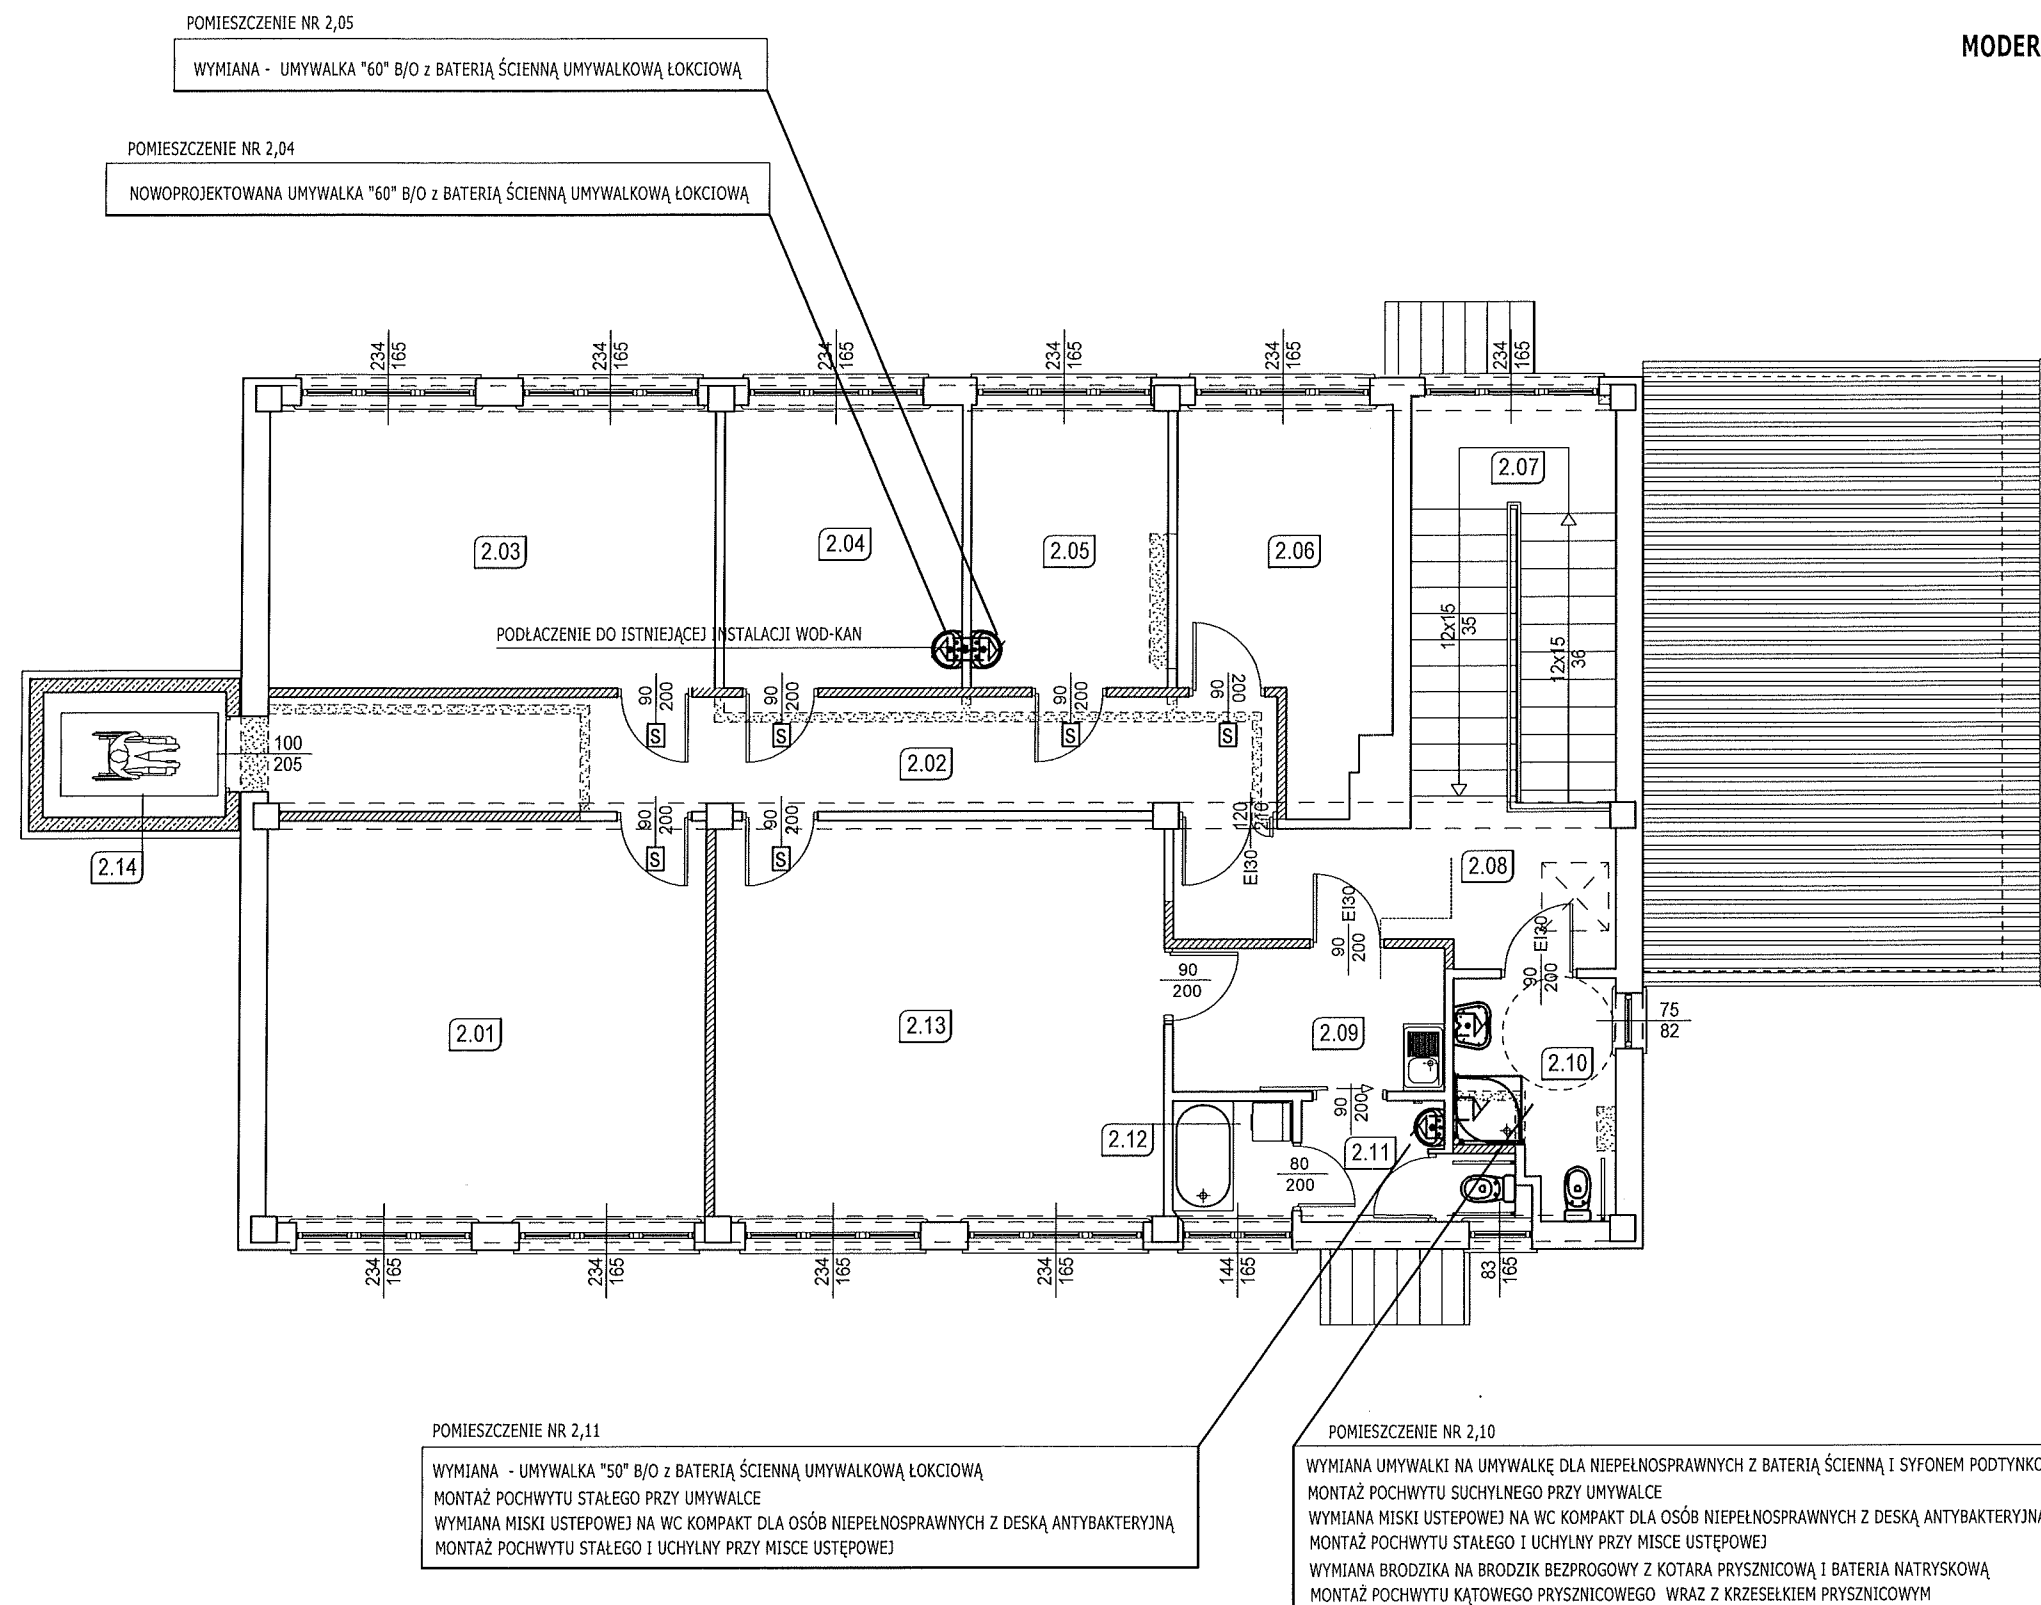 POMIESZCZENIE NR 2,05
MODER
WYMIANA - UMYWALKA "60" B/O z BATERIĄ ŚCIENNĄ UMYWALKOWĄ ŁOKCIOWĄ
POMIESZCZENIE NR 2,04
NOWOPROJEKTOWANA UMYWALKA "60" B/O z BATERIĄ ŚCIENNĄ UMYWALKOWĄ ŁOKCIOWĄ
234
165
234
165
234
165
234
165
234
165
234
165
2.07
2.03
2.04
2.05
2.06
12x15
35
12x15
36
PODŁACZENIE DO ISTNIEJĄCEJ INSTALACJI WOD-KAN
90
200
90
200
90
200
90
200
S
S
S
S
100
205
2.02
90
200
90
200
120
210
EI30
S
S
2.14
2.08
90
200
EI30
90
200
EI30
90
200
2.01
2.13
2.09
75
82
2.10
90
200
2.12
2.11
80
200
234
165
234
165
234
165
234
165
144
165
83
165
POMIESZCZENIE NR 2,11
WYMIANA - UMYWALKA "50" B/O z BATERIĄ ŚCIENNĄ UMYWALKOWĄ ŁOKCIOWĄ
MONTAŻ POCHWYTU STAŁEGO PRZY UMYWALCE
WYMIANA MISKI USTEPOWEJ NA WC KOMPAKT DLA OSÓB NIEPEŁNOSPRAWNYCH Z DESKĄ ANTYBAKTERYJNĄ
MONTAŻ POCHWYTU STAŁEGO I UCHYLNY PRZY MISCE USTĘPOWEJ
POMIESZCZENIE NR 2,10
WYMIANA UMYWALKI NA UMYWALKĘ DLA NIEPEŁNOSPRAWNYCH Z BATERIĄ ŚCIENNĄ I SYFONEM PODTYNKO
MONTAŻ POCHWYTU SUCHYLNEGO PRZY UMYWALCE
WYMIANA MISKI USTEPOWEJ NA WC KOMPAKT DLA OSÓB NIEPEŁNOSPRAWNYCH Z DESKĄ ANTYBAKTERYJNĄ
MONTAŻ POCHWYTU STAŁEGO I UCHYLNY PRZY MISCE USTĘPOWEJ
WYMIANA BRODZIKA NA BRODZIK BEZPROGOWY Z KOTARA PRYSZNICOWĄ I BATERIA NATRYSKOWĄ
MONTAŻ POCHWYTU KĄTOWEGO PRYSZNICOWEGO WRAZ Z KRZESEŁKIEM PRYSZNICOWYM